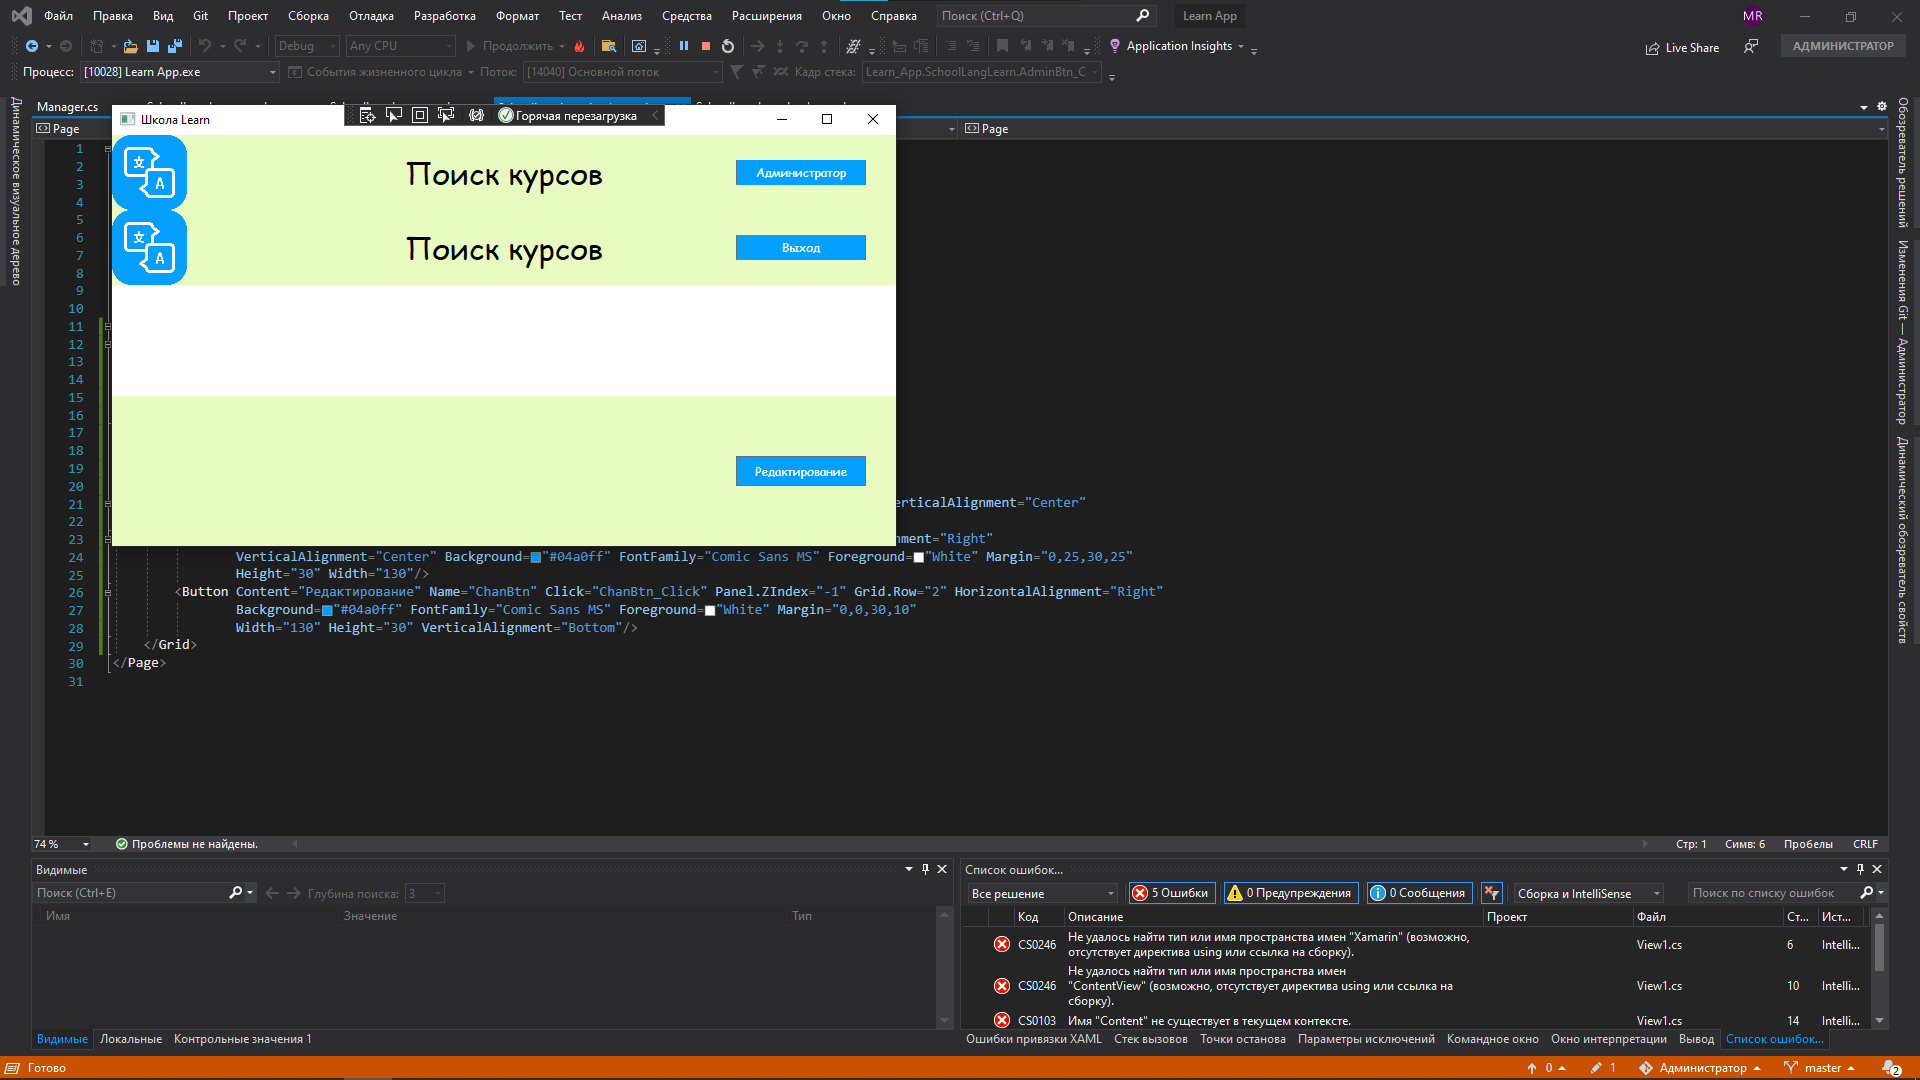 Файл Правка Вид Git Проект Сборка Отладка Разработка Формат Тест Анализ Средства Расширения Окно Справка Поиск (Ctrl+Q) Learn App MR
Debug Any CPU Продолжить Application Insights Live Share АДМИНИСТРАТОР
Процесс: [10028] Learn App.exe События жизненного цикла Поток: [14040] Основной поток Кадр стека: Learn_App.SchoolLangLearn.AdminBtn_C
Динамическое визуальное дерево
Manager.cs
Page
Page
Школа Learn
Горячая перезагрузка
Поиск курсов
Администратор
Поиск курсов
Выход
Редактирование
1
2
3
4
5
6
7
8
9
10
11
12
13
14
15
16
17
18
19
20
21 erticalAlignment="Center"
22
23 nment="Right"
24 VerticalAlignment="Center" Background="#04a0ff" FontFamily="Comic Sans MS" Foreground="White" Margin="0,25,30,25"
25 Height="30" Width="130"/>
26 <Button Content="Редактирование" Name="ChanBtn" Click="ChanBtn_Click" Panel.ZIndex="-1" Grid.Row="2" HorizontalAlignment="Right"
27 Background="#04a0ff" FontFamily="Comic Sans MS" Foreground="White" Margin="0,0,30,10"
28 Width="130" Height="30" VerticalAlignment="Bottom"/>
29 </Grid>
30 </Page>
31
Обозреватель решений
Изменения Git — Администратор
Динамический обозреватель свойств
74 % Проблемы не найдены. Стр: 1 Симв: 6 Пробелы CRLF
Видимые
Поиск (Ctrl+E) Глубина поиска: 3
Имя Значение Тип
Видимые Локальные Контрольные значения 1
Список ошибок...
Все решение 5 Ошибки 0 Предупреждения 0 Сообщения Сборка и IntelliSense Поиск по списку ошибок
Код Описание Проект Файл Ст... Ист...
CS0246 Не удалось найти тип или имя пространства имен "Xamarin" (возможно, отсутствует директива using или ссылка на сборку). View1.cs 6 Intelli...
CS0246 Не удалось найти тип или имя пространства имен "ContentView" (возможно, отсутствует директива using или ссылка на сборку). View1.cs 10 Intelli...
CS0103 Имя "Content" не существует в текущем контексте. View1.cs 14 Intelli...
Ошибки привязки XAML Стек вызовов Точки останова Параметры исключений Командное окно Окно интерпретации Вывод Список ошибок...
Готово 0 1 Администратор master 2